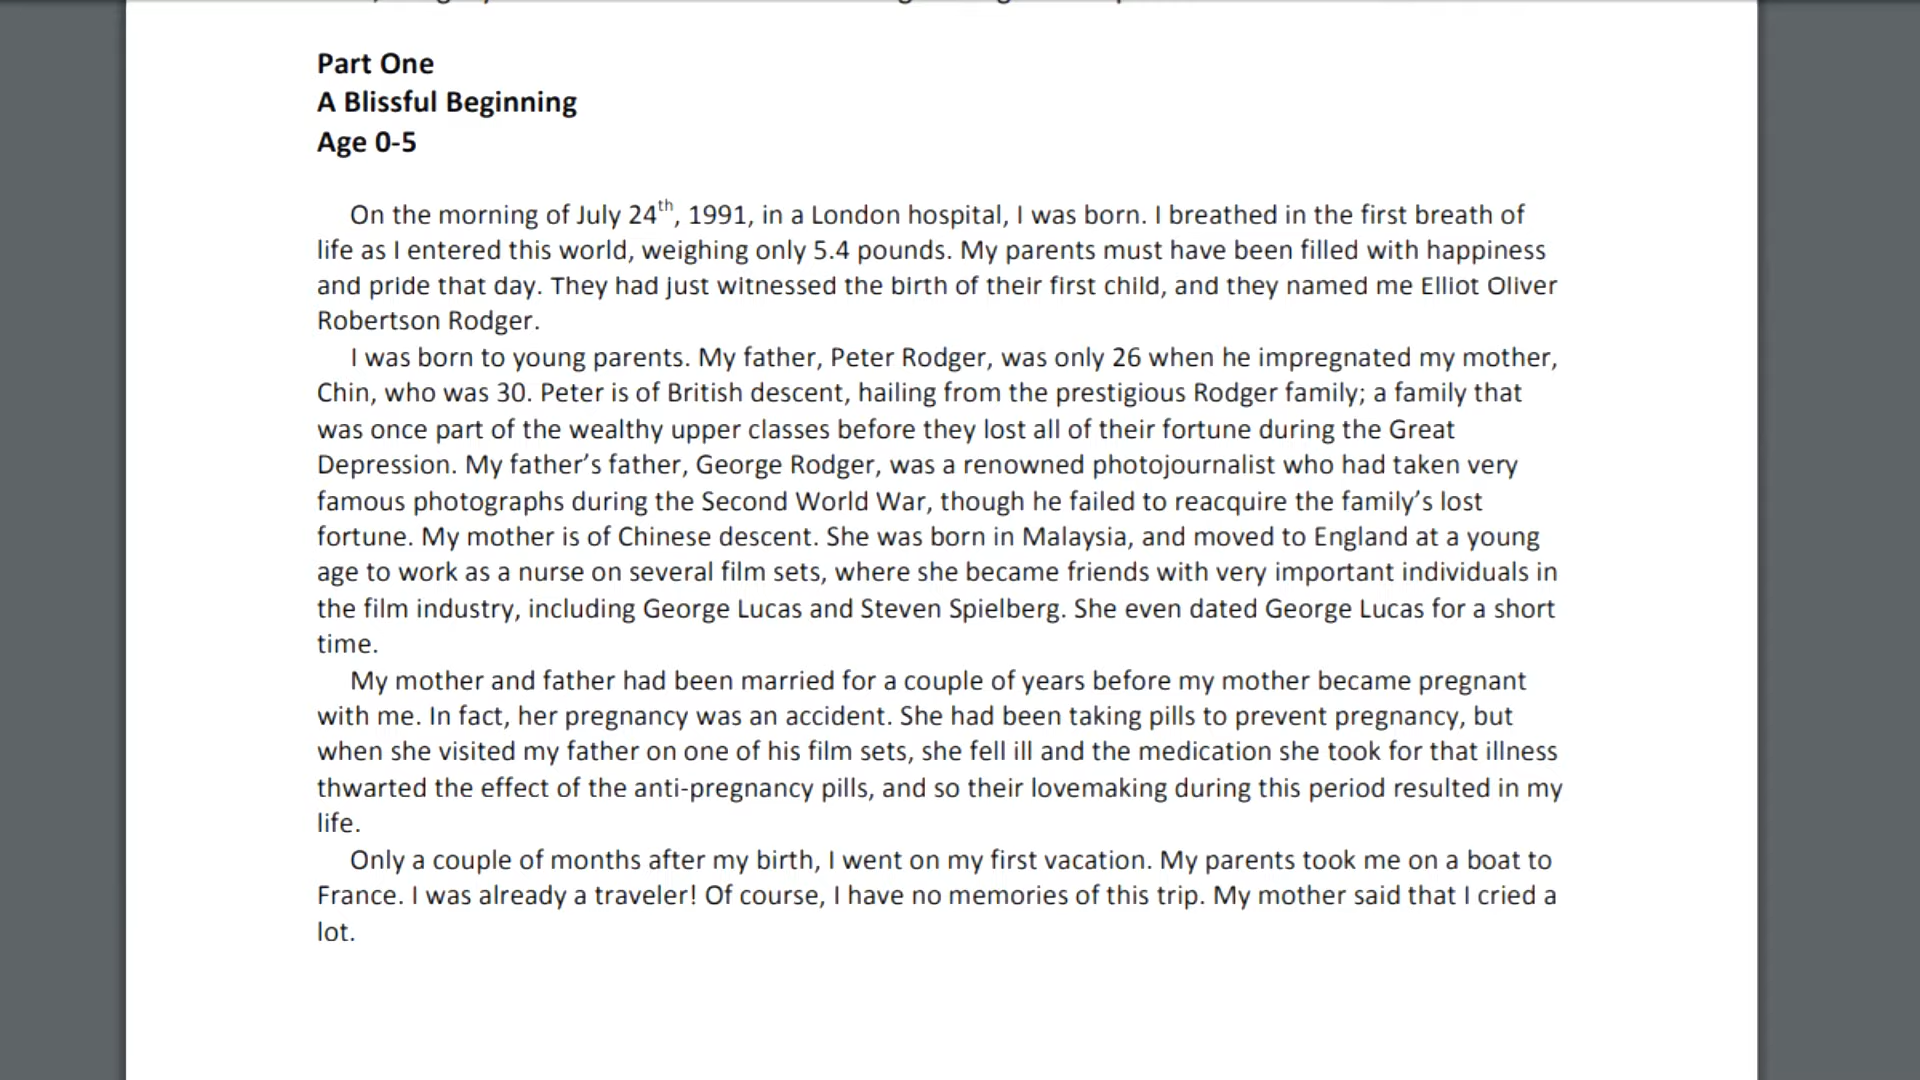 Part One
A Blissful Beginning
Age 0-5
On the morning of July 24th, 1991, in a London hospital, I was born. I breathed in the first breath of
life as I entered this world, weighing only 5.4 pounds. My parents must have been filled with happiness
and pride that day. They had just witnessed the birth of their first child, and they named me Elliot Oliver
Robertson Rodger.
I was born to young parents. My father, Peter Rodger, was only 26 when he impregnated my mother,
Chin, who was 30. Peter is of British descent, hailing from the prestigious Rodger family; a family that
was once part of the wealthy upper classes before they lost all of their fortune during the Great
Depression. My father’s father, George Rodger, was a renowned photojournalist who had taken very
famous photographs during the Second World War, though he failed to reacquire the family’s lost
fortune. My mother is of Chinese descent. She was born in Malaysia, and moved to England at a young
age to work as a nurse on several film sets, where she became friends with very important individuals in
the film industry, including George Lucas and Steven Spielberg. She even dated George Lucas for a short
time.
My mother and father had been married for a couple of years before my mother became pregnant
with me. In fact, her pregnancy was an accident. She had been taking pills to prevent pregnancy, but
when she visited my father on one of his film sets, she fell ill and the medication she took for that illness
thwarted the effect of the anti-pregnancy pills, and so their lovemaking during this period resulted in my
life.
Only a couple of months after my birth, I went on my first vacation. My parents took me on a boat to
France. I was already a traveler! Of course, I have no memories of this trip. My mother said that I cried a
lot.